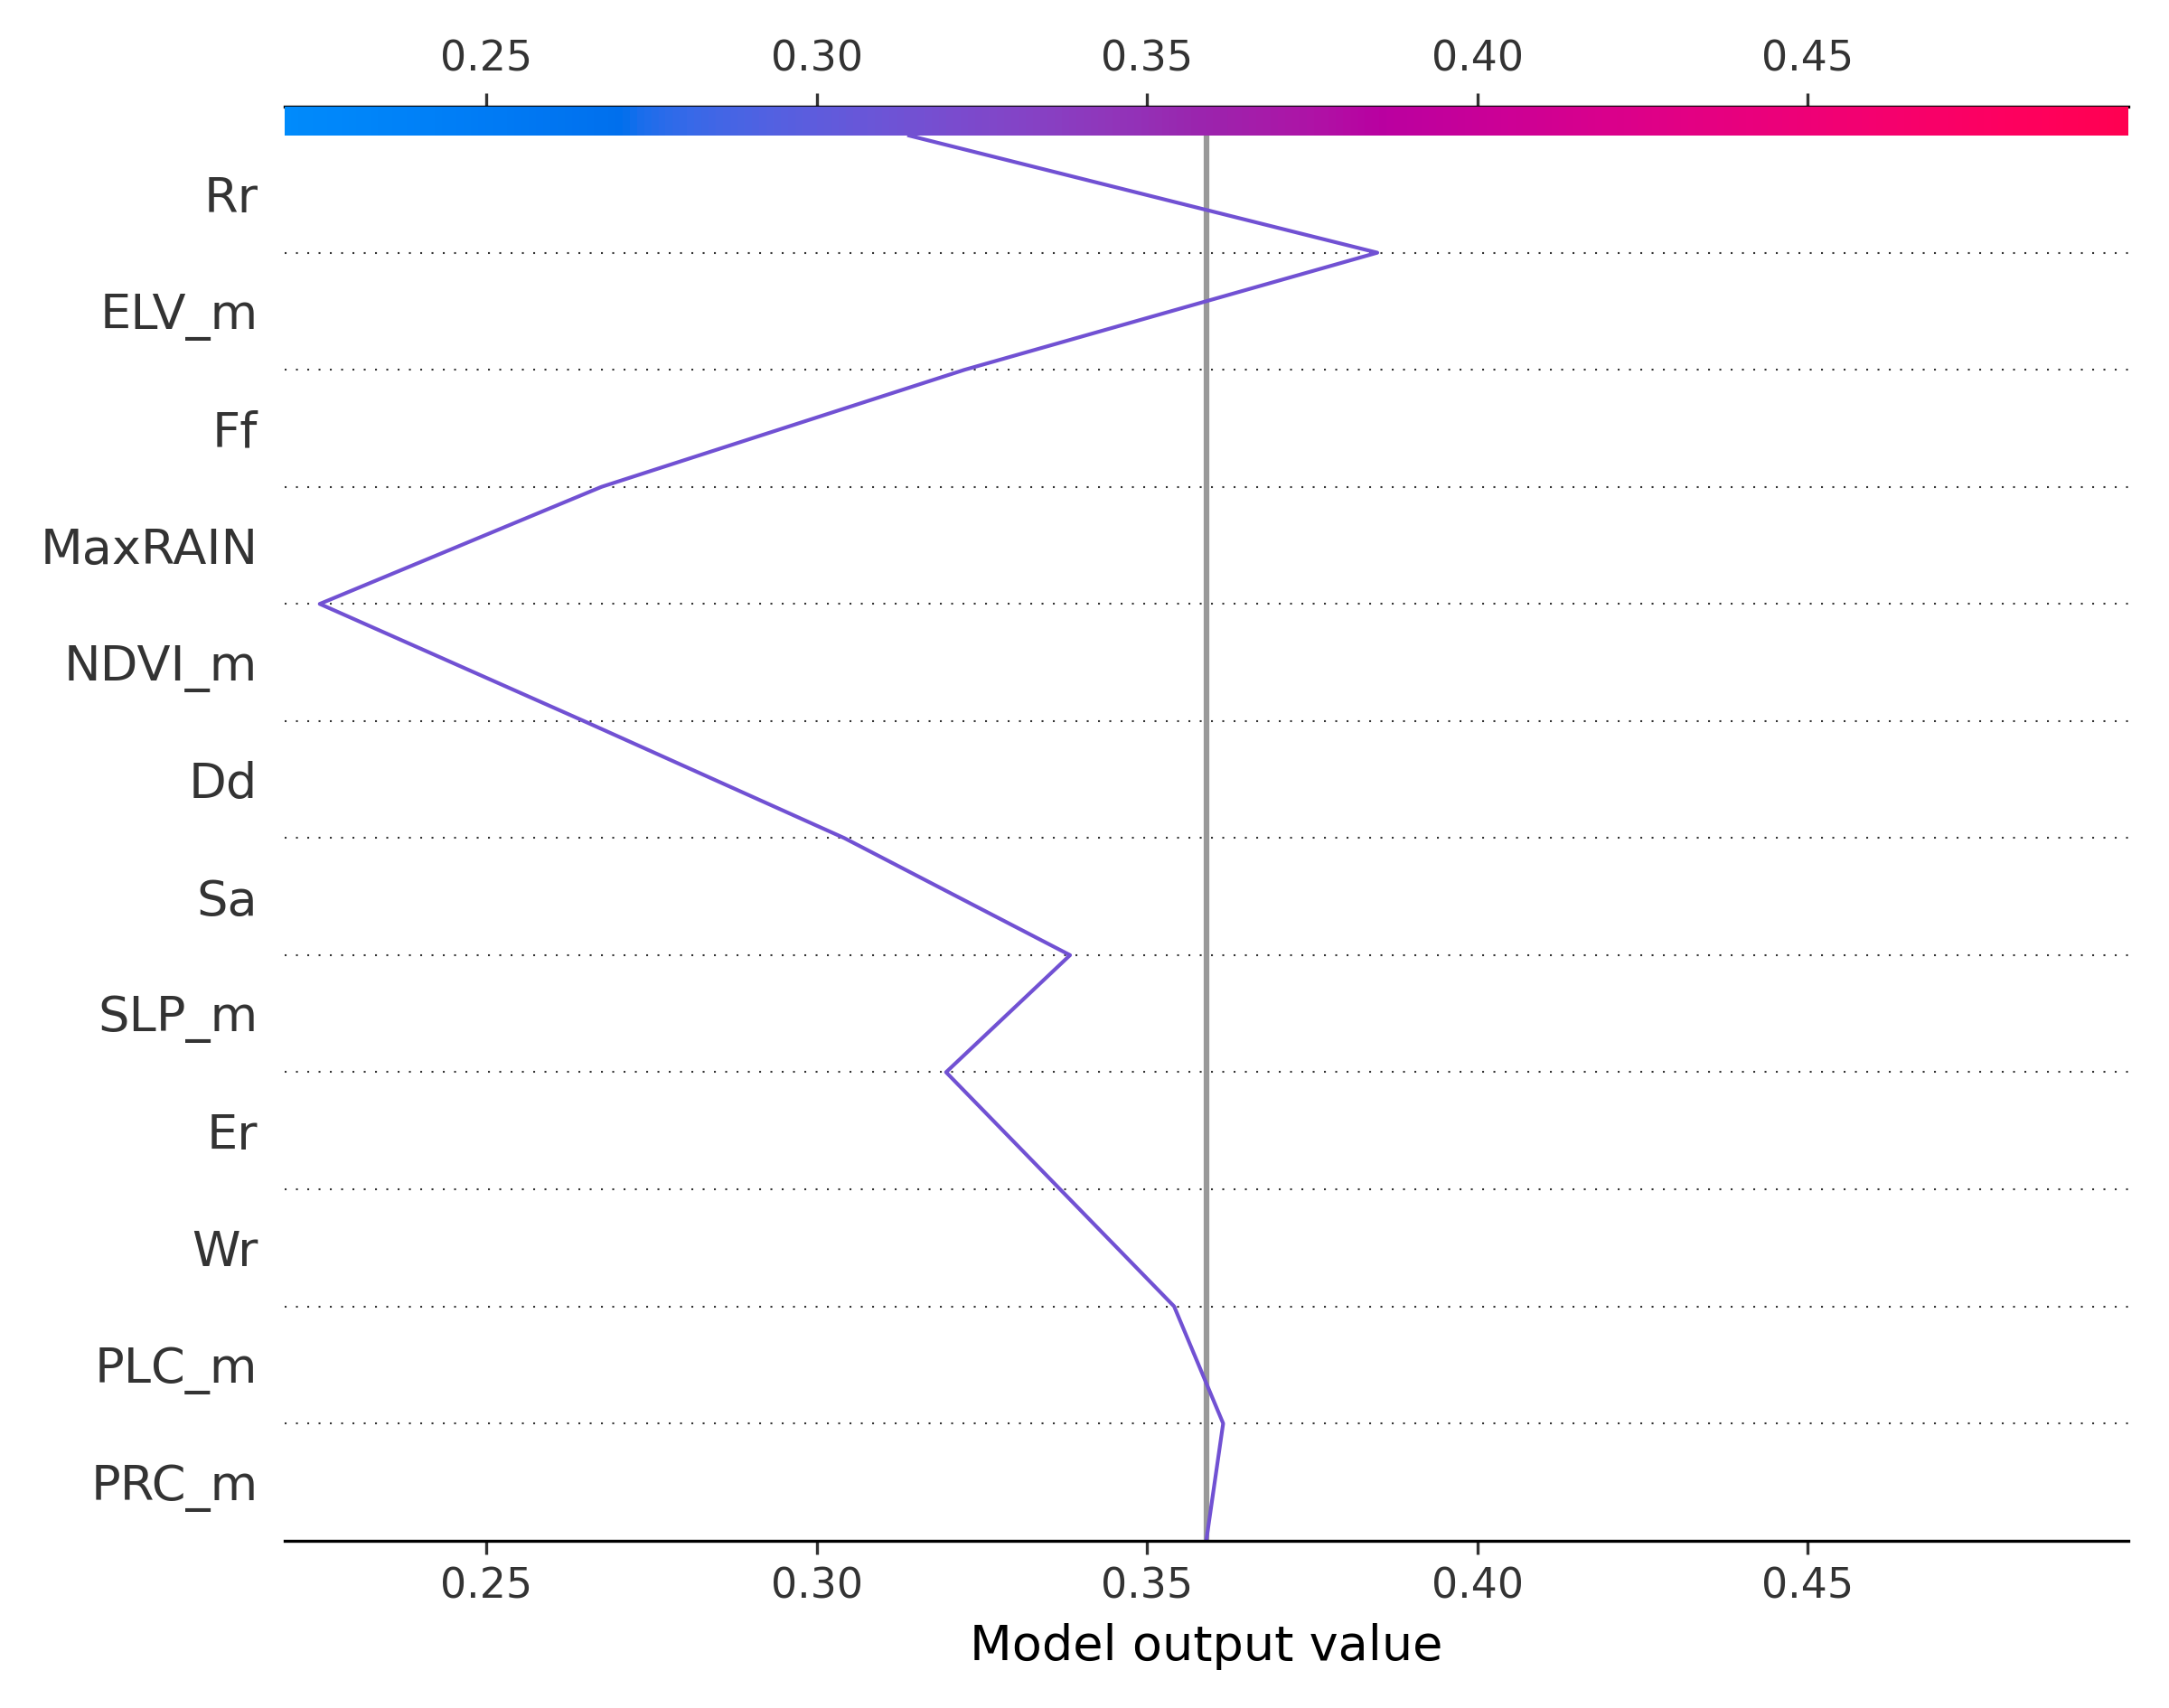 0.25 0.30 0.35 0.40 0.45
Rr
ELV_m
Ff
MaxRAIN
NDVI_m
Dd
Sa
SLP_m
Er
Wr
PLC_m
PRC_m
0.25 0.30 0.35 0.40 0.45
Model output value